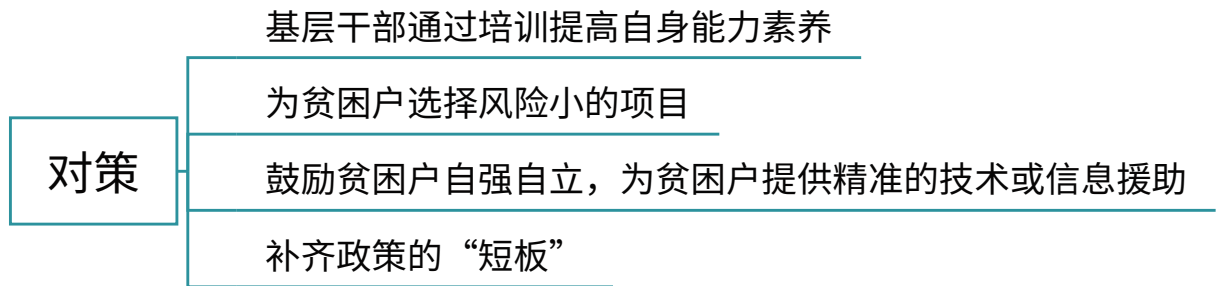 基层干部通过培训提高自身能力素养
为贫困户选择风险小的项目
对策
鼓励贫困户自强自立，为贫困户提供精准的技术或信息援助
补齐政策的“短板”